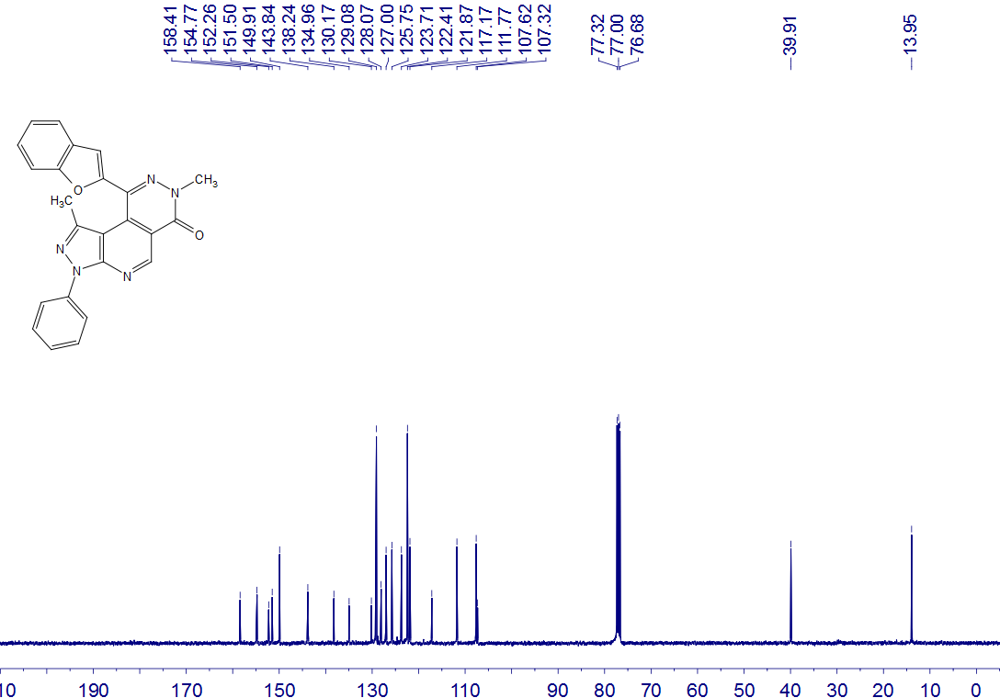 158.41
154.77
152.26
151.50
149.91
143.84
138.24
134.96
130.17
129.08
128.07
127.00
125.75
123.71
122.41
121.87
117.17
111.77
107.62
107.32
77.32
77.00
76.68
39.91
13.95
N
N
CH3
O
H3C
O
N
N
N
10 190 170 150 130 110 90 80 70 60 50 40 30 20 10 0